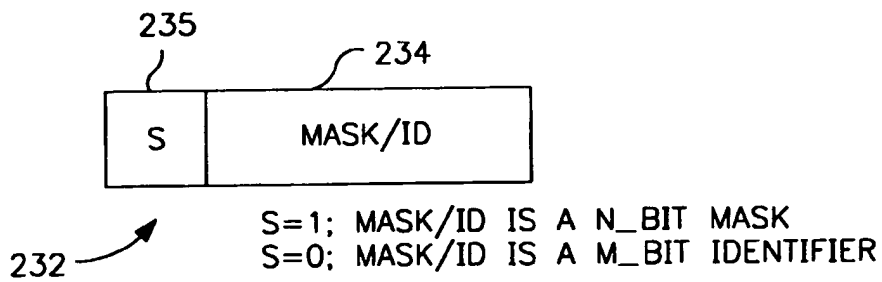 235
234
S
MASK/ID
S=1; MASK/ID IS A N_BIT MASK
S=0; MASK/ID IS A M_BIT IDENTIFIER
232